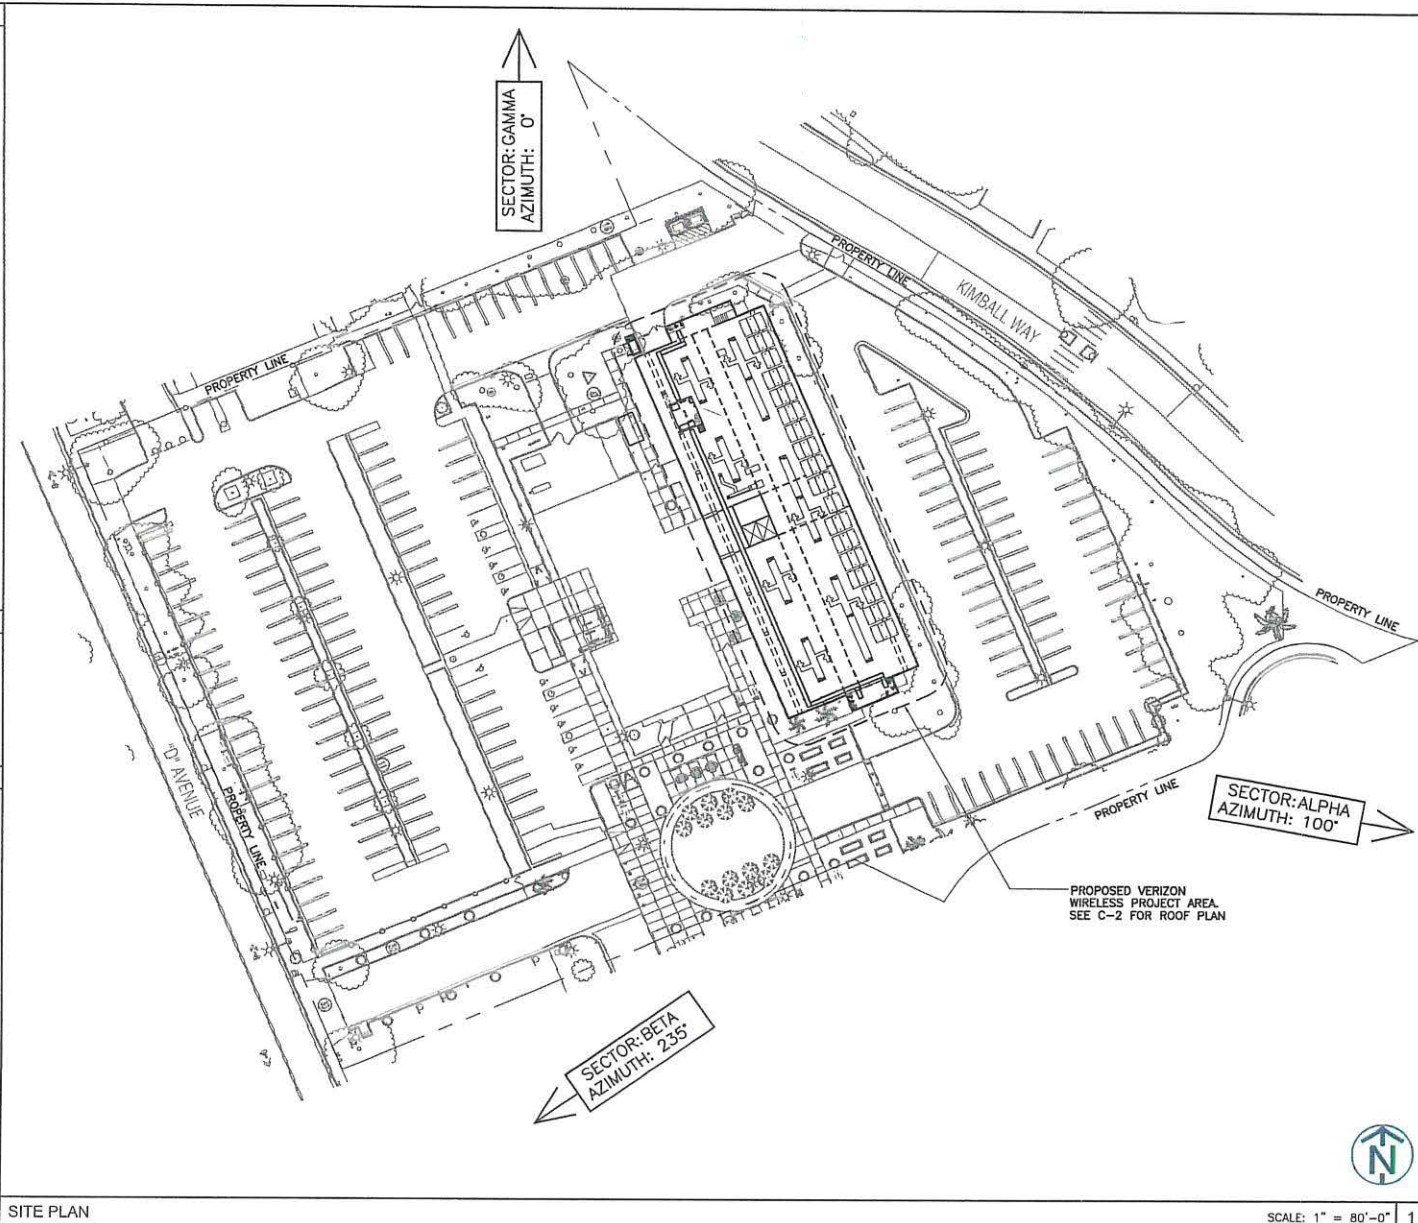 SECTOR: GAMMA
AZIMUTH: 0°
PROPERTY LINE
KIMBALL WAY
PROPERTY LINE
PROPERTY LINE
"D" AVENUE
PROPERTY LINE
PROPERTY LINE
SECTOR: ALPHA
AZIMUTH: 100°
PROPOSED VERIZON
WIRELESS PROJECT AREA.
SEE C-2 FOR ROOF PLAN
SECTOR: BETA
AZIMUTH: 235°
N
SITE PLAN
SCALE: 1" = 80'-0" 1